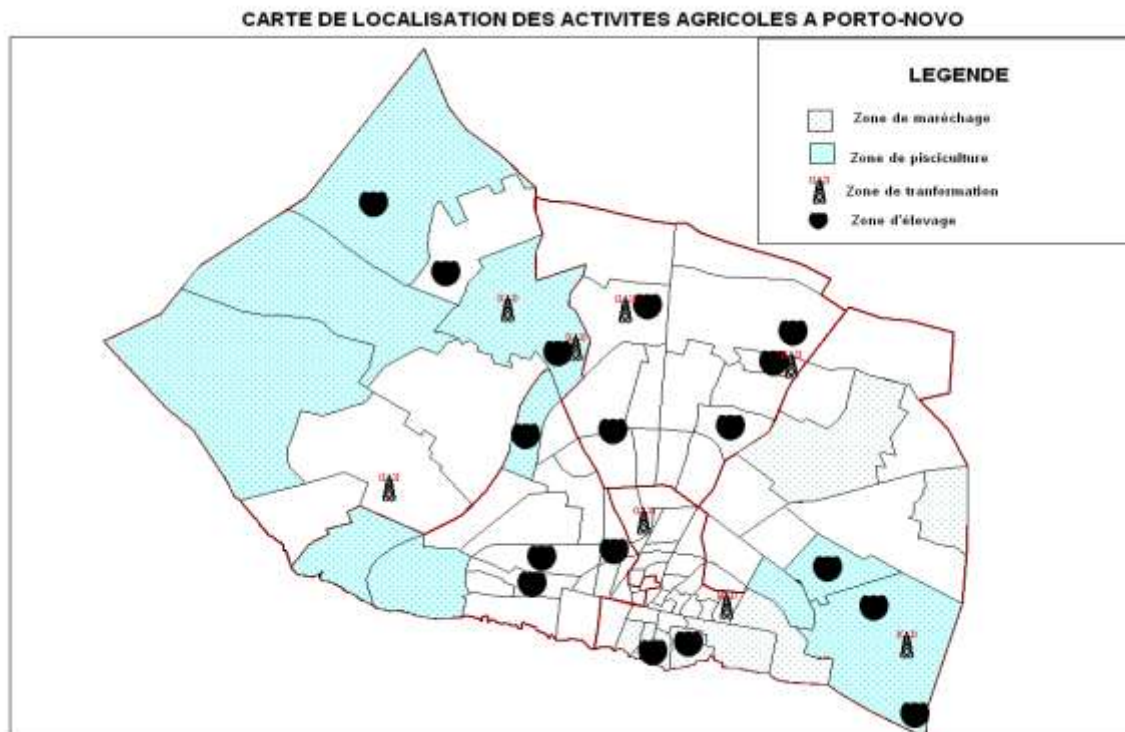 CARTE DE LOCALISATION DES ACTIVITES AGRICOLES A PORTO-NOVO
LEGENDE
Zone de maréchage
Zone de pisciculture
Zone de tranformation
Zone d'élevage